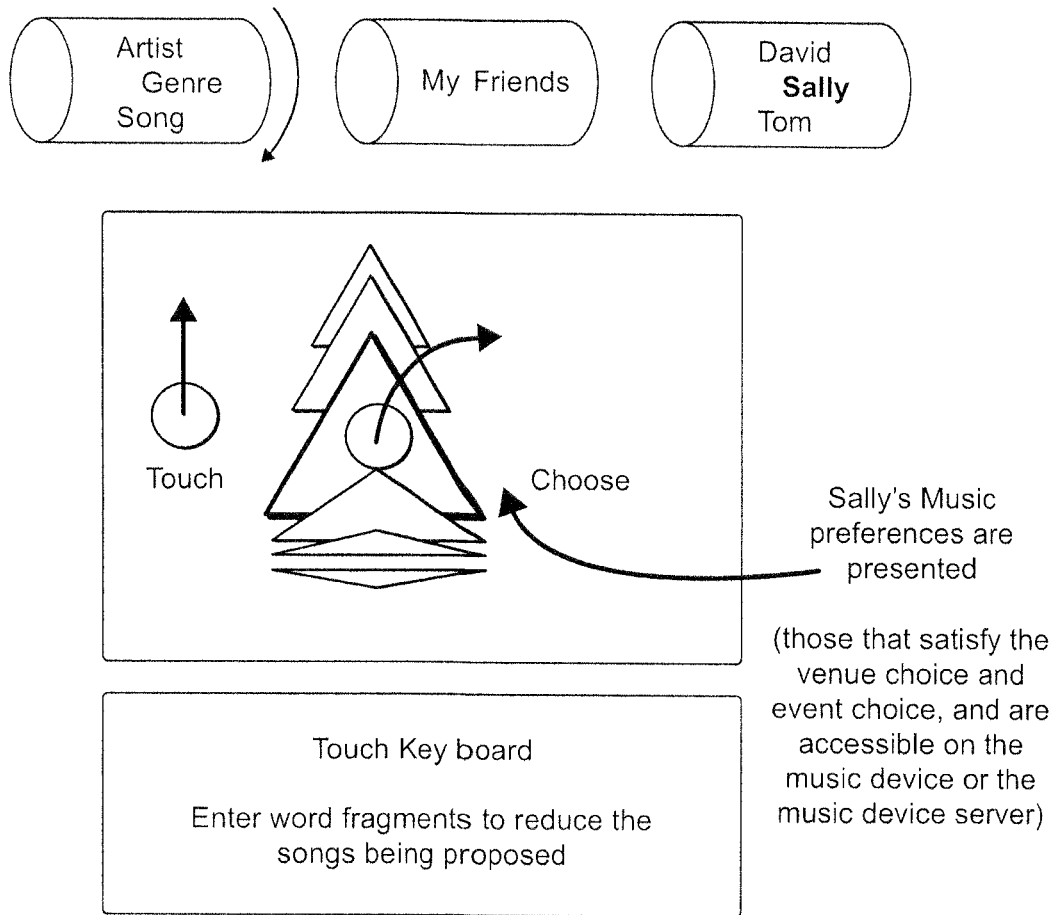 Artist
Genre
Song
My Friends
David
Sally
Tom
Touch
Choose
Sally's Music
preferences are
presented
(those that satisfy the
venue choice and
event choice, and are
accessible on the
music device or the
music device server)
Touch Key board
Enter word fragments to reduce the
songs being proposed